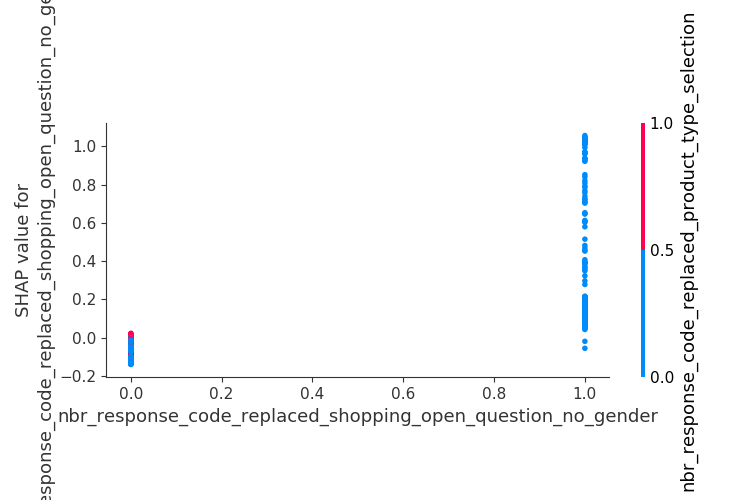 SHAP value for
esponse_code_replaced_shopping_open_question_no_ge
1.0
0.8
0.6
0.4
0.2
0.0
−0.2
0.0 0.2 0.4 0.6 0.8 1.0
nbr_response_code_replaced_shopping_open_question_no_gender
1.0
0.5
0.0
nbr_response_code_replaced_product_type_selection